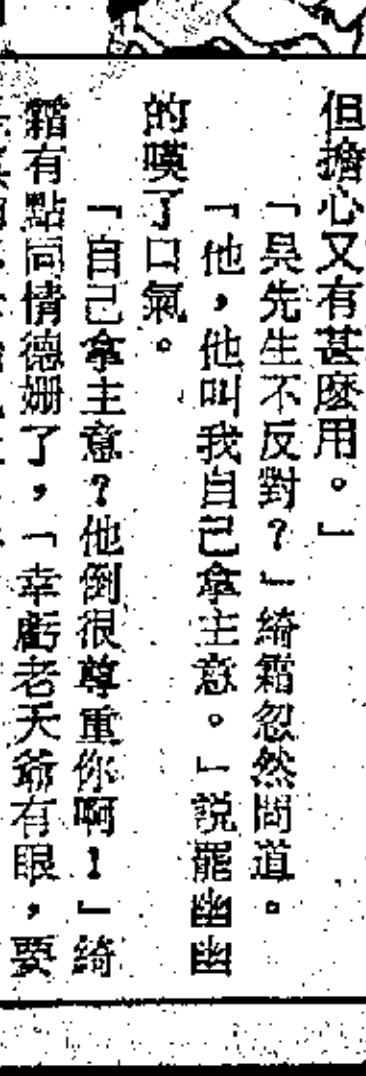 但擔心又有甚麼用。」
「吳先生不反對？」綺霜忽然問道。
「他，他叫我自己拿主意。」說罷幽幽
的嘆了口氣。
「自己拿主意？他倒很尊重你啊！」綺
霜有點同情德姍了，「幸虧老天爺有眼，要